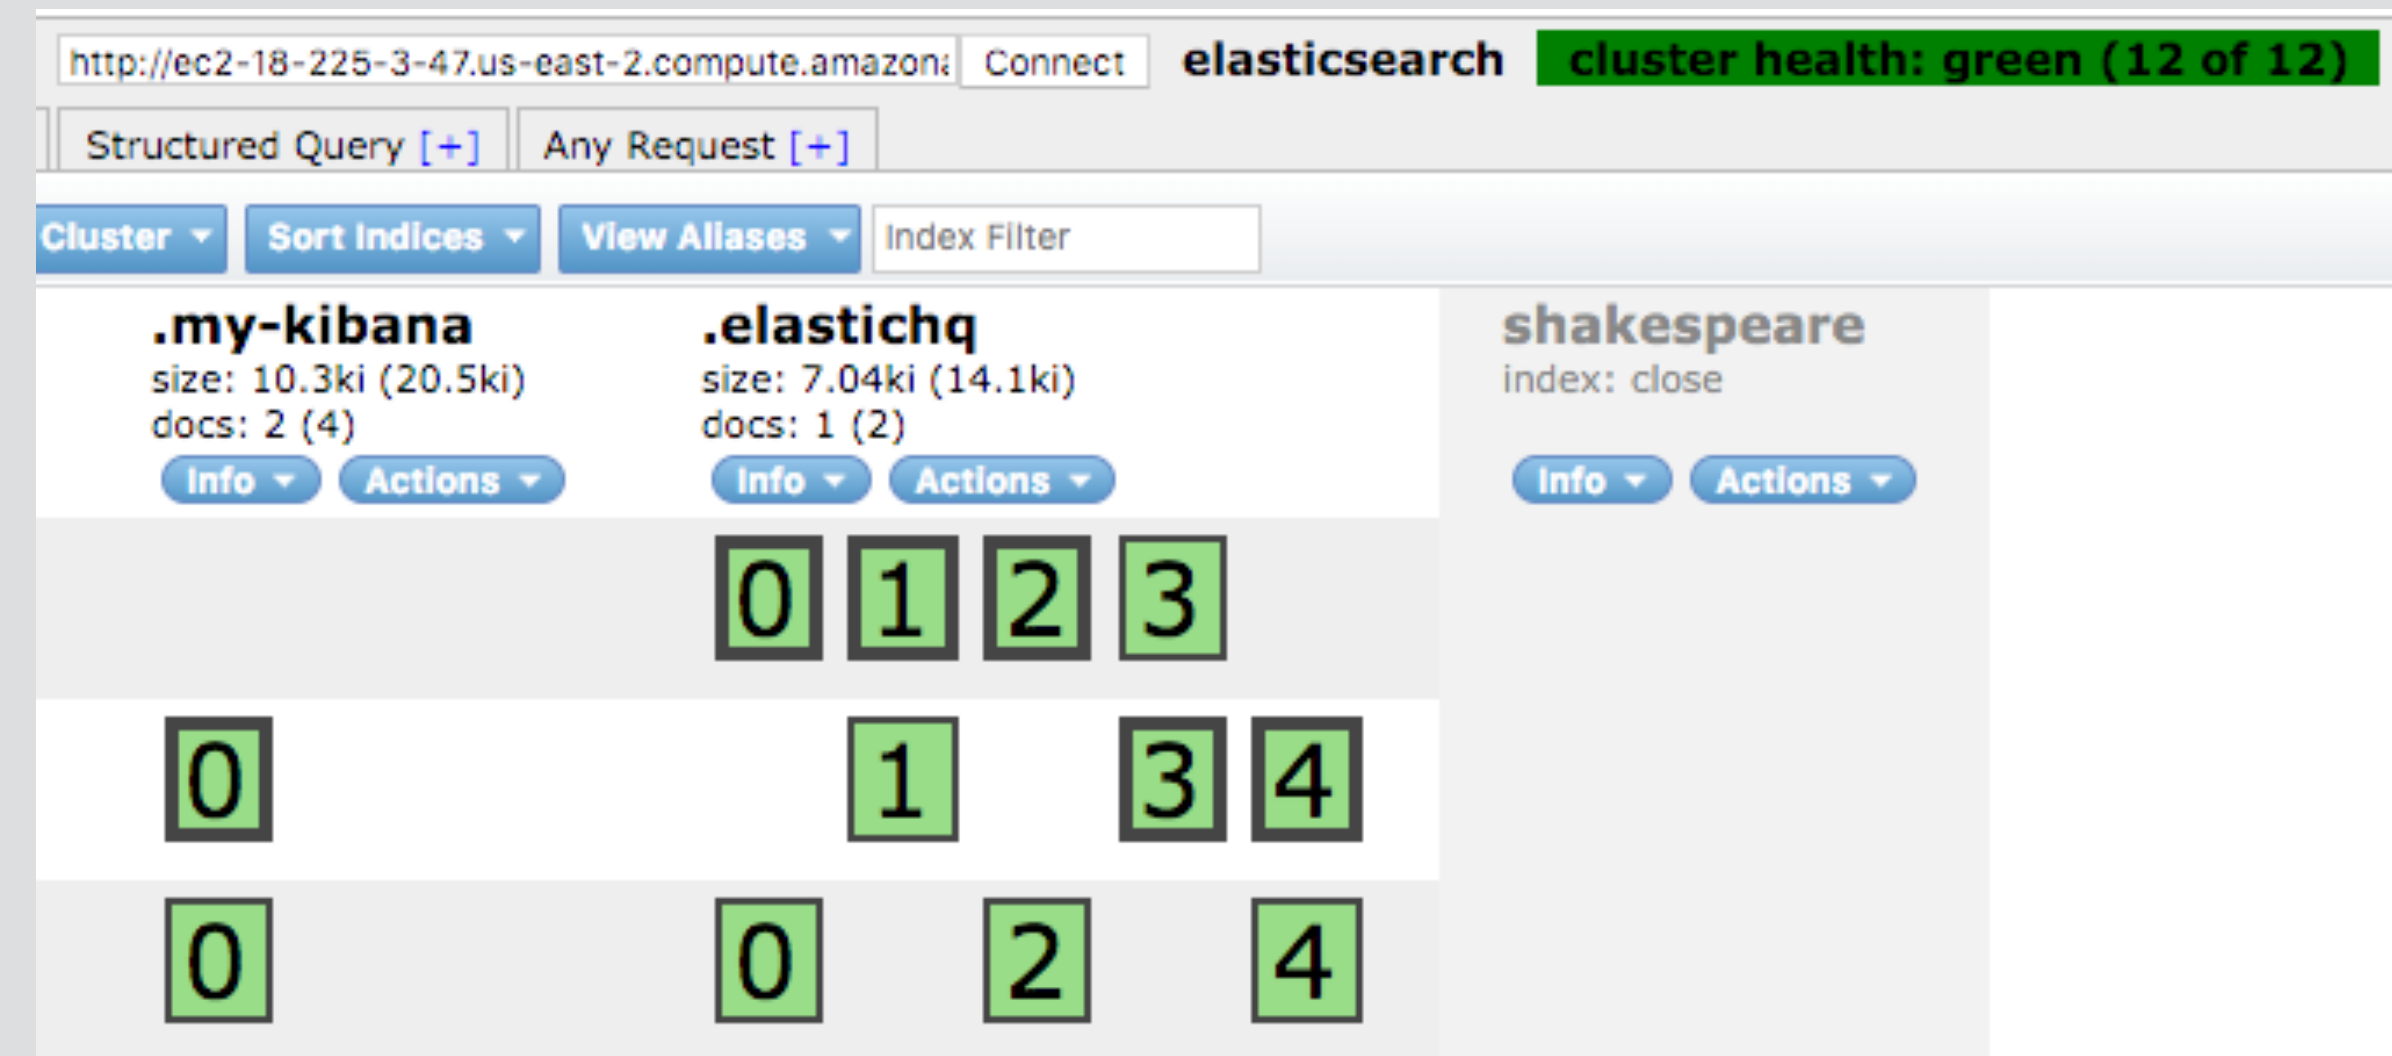 http://ec2-18-225-3-47.us-east-2.compute.amazona Connect elasticsearch cluster health: green (12 of 12)
Structured Query [+] Any Request [+]
Cluster Sort Indices View Aliases Index Filter
.my-kibana .elastichq shakespeare
size: 10.3ki (20.5ki) size: 7.04ki (14.1ki) index: close
docs: 2 (4) docs: 1 (2)
Info Actions Info Actions Info Actions
0 1 2 3
0 1 3 4
0 0 2 4